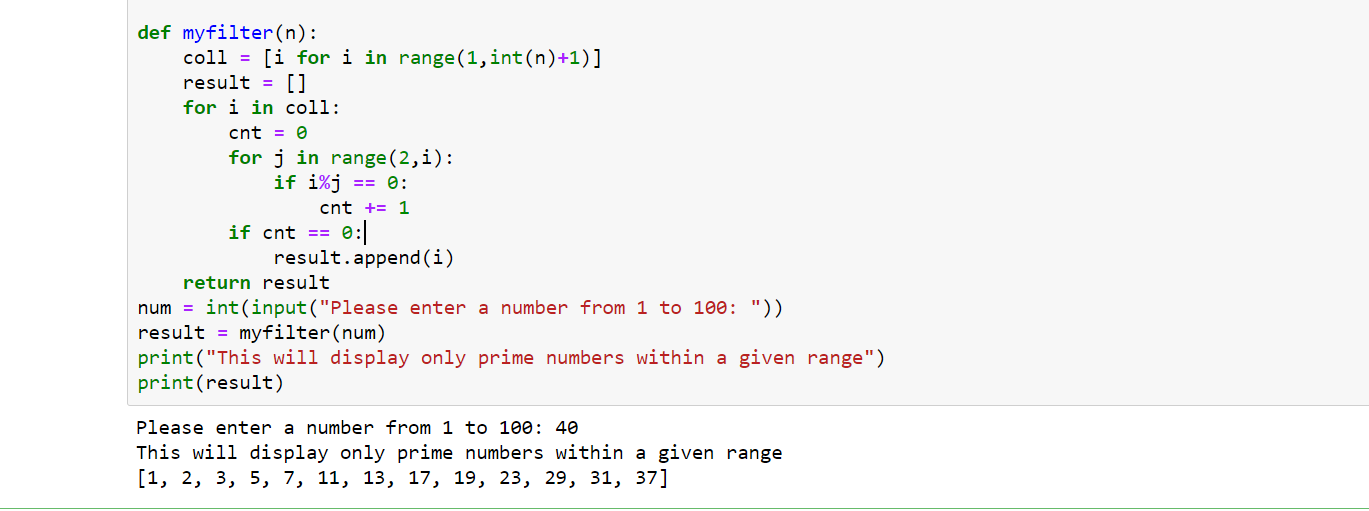 def myfilter(n):
    coll = [i for i in range(1,int(n)+1)]
    result = []
    for i in coll:
        cnt = 0
        for j in range(2,i):
            if i%j == 0:
                cnt += 1
        if cnt == 0:
            result.append(i)
    return result
num = int(input("Please enter a number from 1 to 100: "))
result = myfilter(num)
print("This will display only prime numbers within a given range")
print(result)
Please enter a number from 1 to 100: 40
This will display only prime numbers within a given range
[1, 2, 3, 5, 7, 11, 13, 17, 19, 23, 29, 31, 37]